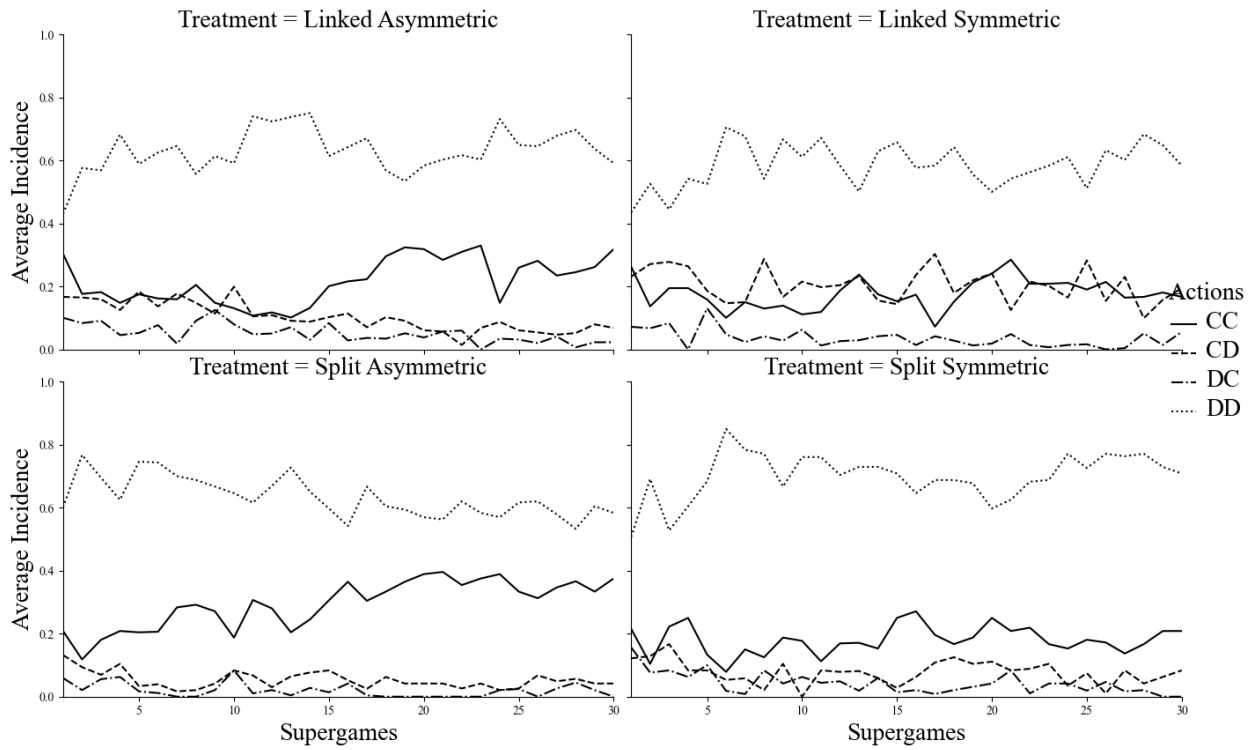 Treatment = Linked Asymmetric
Treatment = Linked Symmetric
1.0
0.8
0.6
0.4
0.2
0.0
Average Incidence
Actions
CC
CD
DC
DD
Treatment = Split Asymmetric
Treatment = Split Symmetric
1.0
0.8
0.6
0.4
0.2
0.0
Average Incidence
5 10 15 20 25 30
5 10 15 20 25 30
Supergames
Supergames